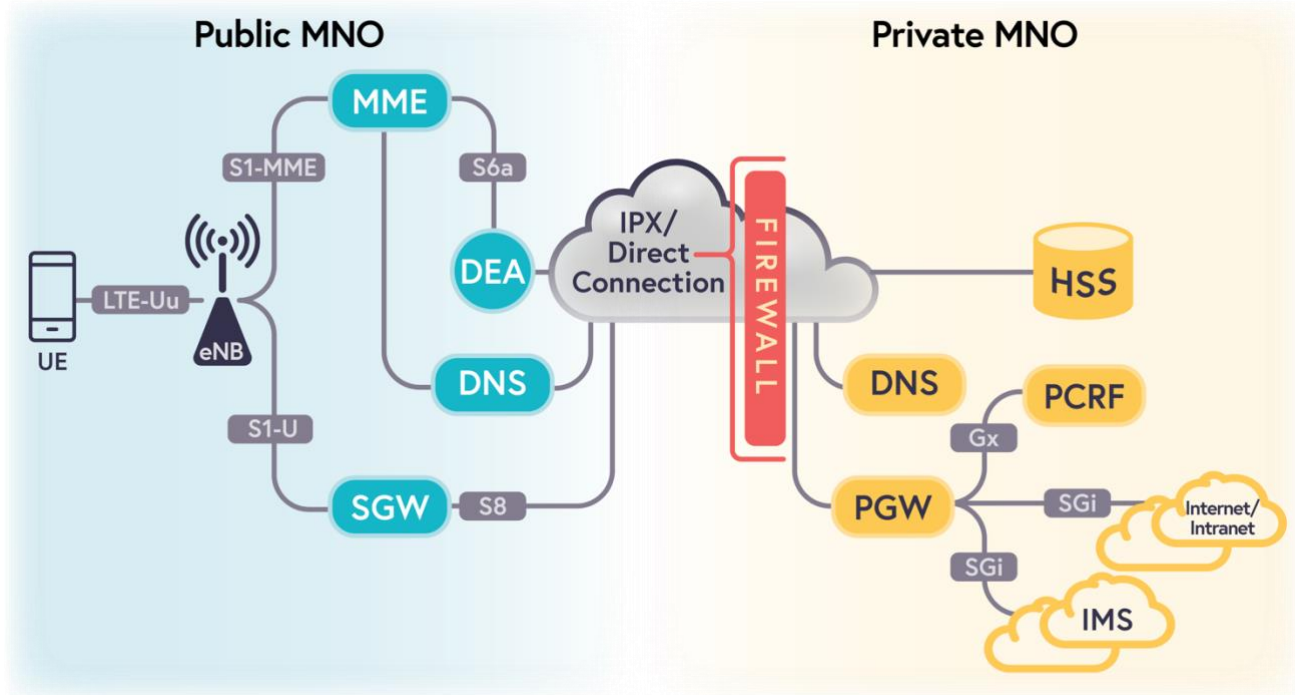 Public MNO
Private MNO
MME
S1-MME
S6a
IPX/
Direct
Connection
FIREWALL
DEA
HSS
LTE-Uu
eNB
UE
DNS
DNS
PCRF
S1-U
Gx
SGW
S8
PGW
SGi
Internet/
Intranet
SGi
IMS